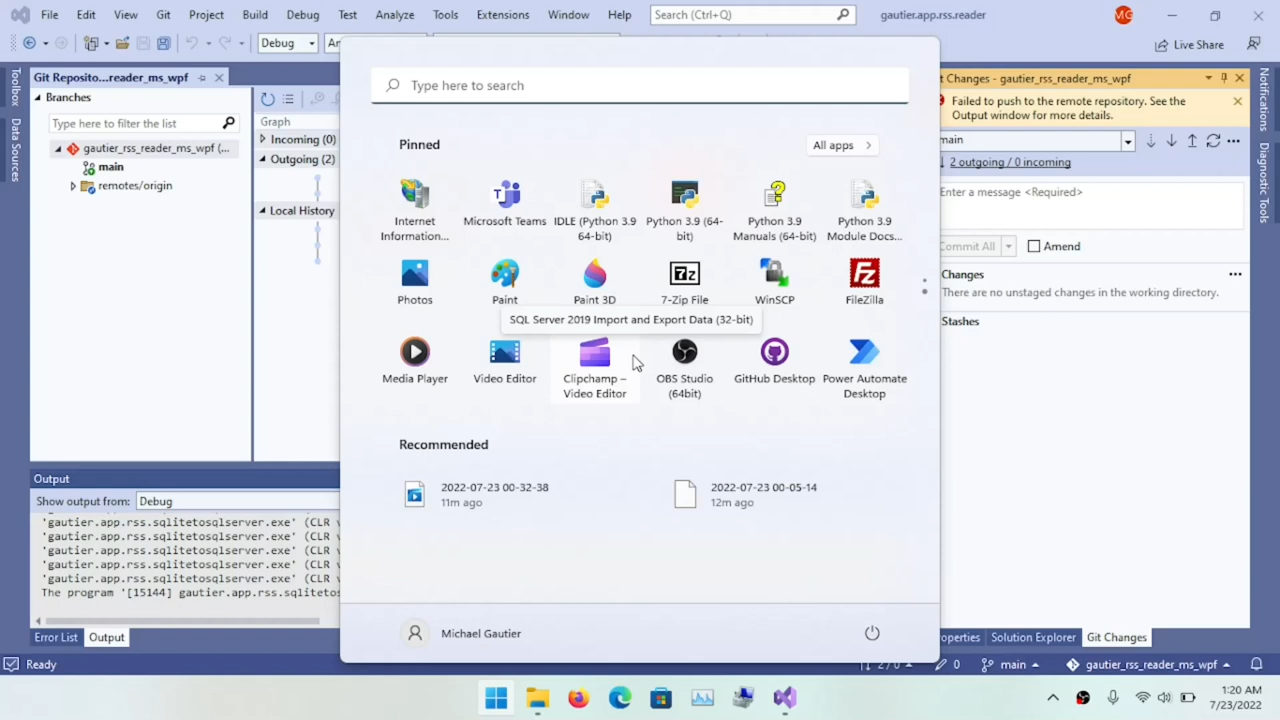 File Edit View Git Project Build Debug Test Analyze Tools Extensions Window Help Search (Ctrl+Q) gautier.app.rss.reader MG
Debug Live Share
Git Reposito...reader_ms_wpf
Branches
Type here to filter the list
gautier_rss_reader_ms_wpf (...
main
remotes/origin
Toolbox
Data Sources
Graph
Incoming (0)
Outgoing (2)
Local History
Type here to search
Pinned
All apps
Internet
Information...
Microsoft Teams
IDLE (Python 3.9
64-bit)
Python 3.9 (64-
bit)
Python 3.9
Manuals (64-bit)
Python 3.9
Module Docs...
Photos
Paint
Paint 3D
7z
7-Zip File
WinSCP
Fz
FileZilla
SQL Server 2019 Import and Export Data (32-bit)
Media Player
Video Editor
Clipchamp –
Video Editor
OBS Studio
(64bit)
GitHub Desktop
Power Automate
Desktop
Recommended
2022-07-23 00-32-38
11m ago
2022-07-23 00-05-14
12m ago
Michael Gautier
Git Changes - gautier_rss_reader_ms_wpf
Failed to push to the remote repository. See the
Output window for more details.
main
2 outgoing / 0 incoming
Enter a message <Required>
Commit All
Amend
Changes
There are no unstaged changes in the working directory.
Stashes
Notifications
Diagnostic Tools
Output
Show output from: Debug
'gautier.app.rss.sqlitetosqlserver.exe' (CLR
'gautier.app.rss.sqlitetosqlserver.exe' (CLR
'gautier.app.rss.sqlitetosqlserver.exe' (CLR
'gautier.app.rss.sqlitetosqlserver.exe' (CLR
'gautier.app.rss.sqlitetosqlserver.exe' (CLR
The program '[15144] gautier.app.rss.sqlitetos
Error List Output
operties Solution Explorer Git Changes
Ready
2 / 0 0 main gautier_rss_reader_ms_wpf
1:20 AM
7/23/2022